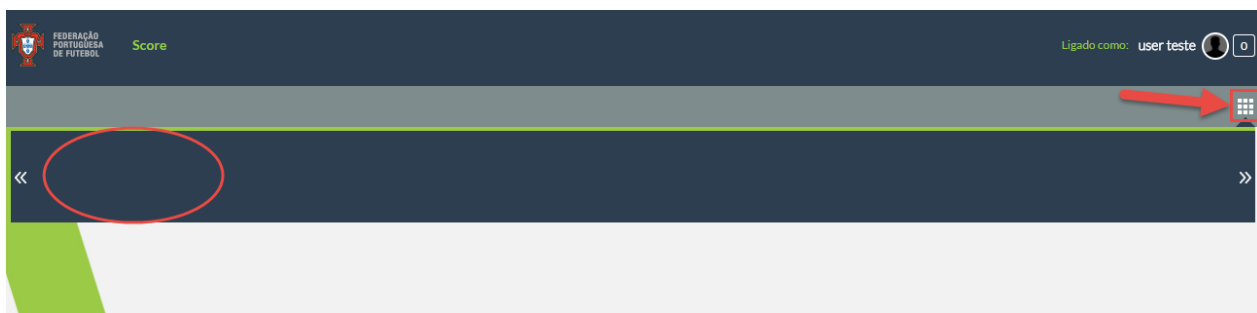 FEDERAÇÃO
PORTUGUESA
DE FUTEBOL
Score
Ligado como: user teste 0